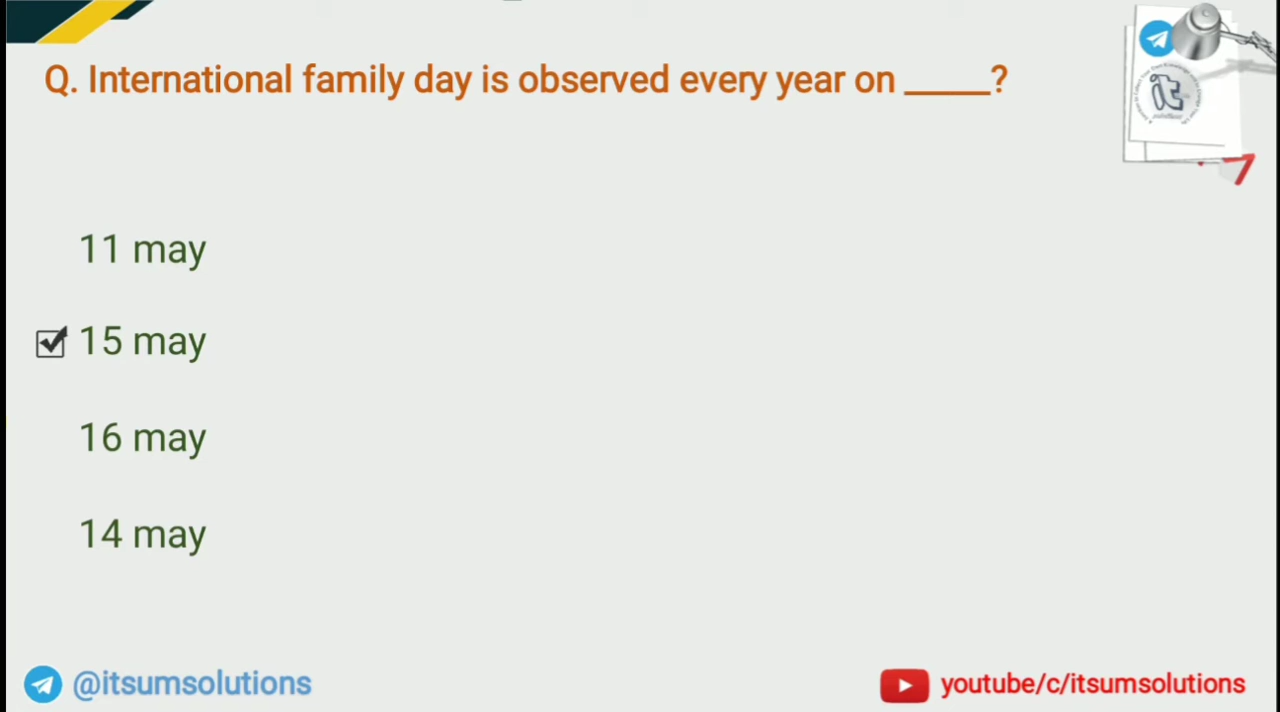 Q. International family day is observed every year on _____?
11 may
15 may
16 may
14 may
@itsumsolutions
youtube/c/itsumsolutions